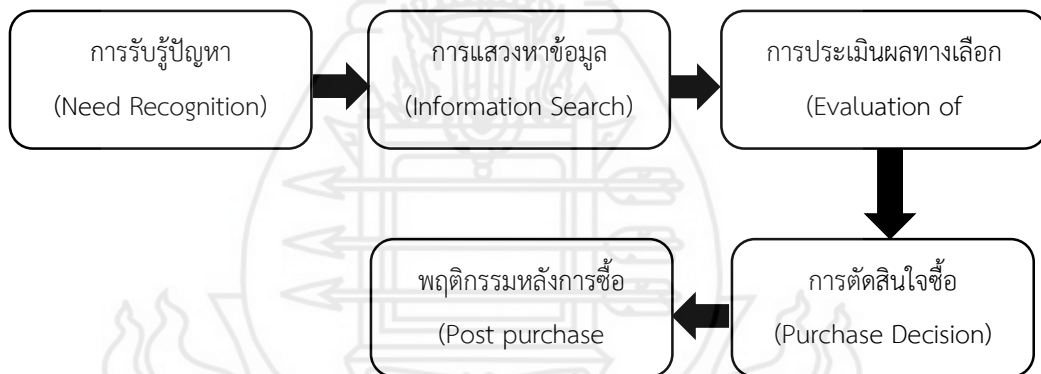 การรับรู้ปัญหา
(Need Recognition)
การแสวงหาข้อมูล
(Information Search)
การประเมินผลทางเลือก
(Evaluation of
การตัดสินใจซื้อ
(Purchase Decision)
พฤติกรรมหลังการซื้อ
(Post purchase